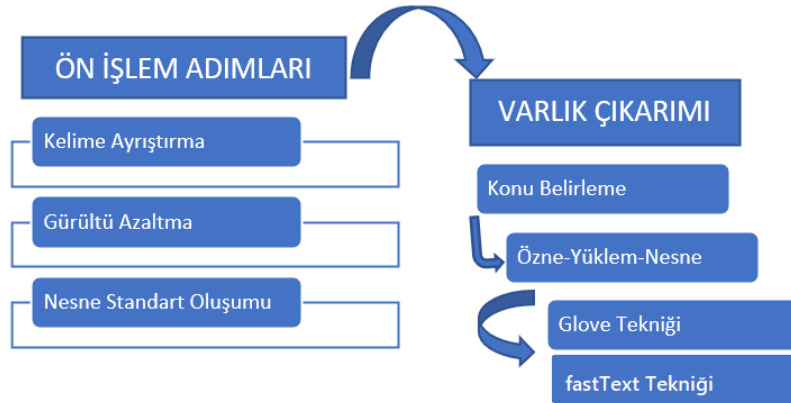 ÖN İŞLEM ADIMLARI
Kelime Ayrıştırma
Gürültü Azaltma
Nesne Standart Oluşumu
VARLIK ÇIKARIMI
Konu Belirleme
Özne-Yüklem-Nesne
Glove Tekniği
fastText Tekniği